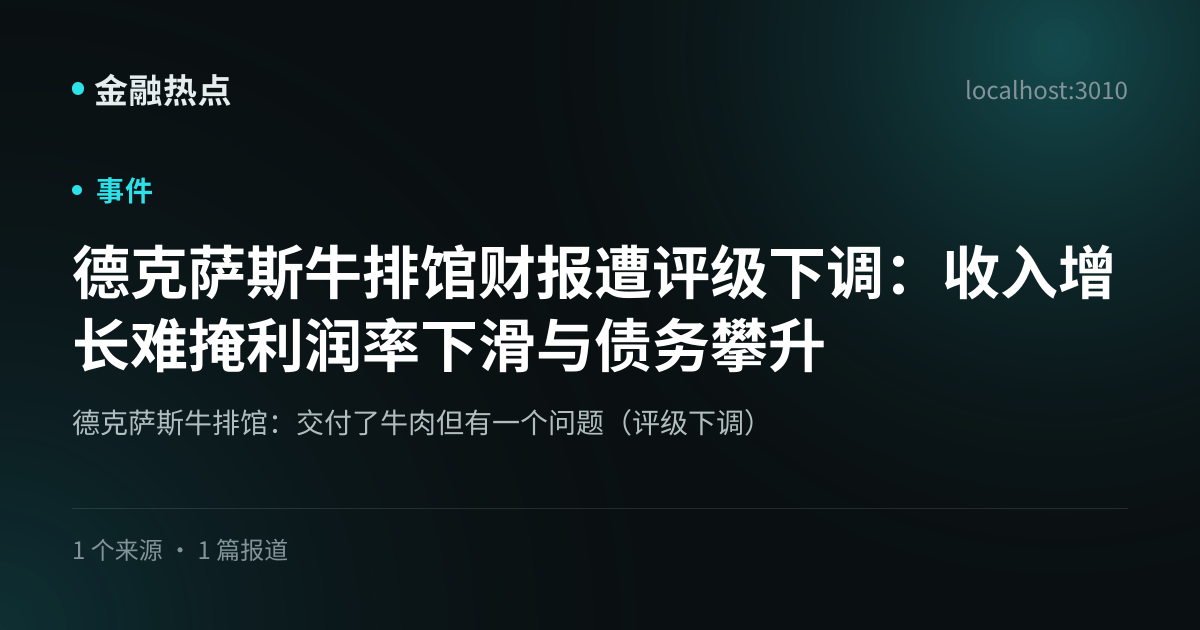 金融热点
localhost:3010
事件
德克萨斯牛排馆财报遭评级下调：收入增
长难掩利润率下滑与债务攀升
德克萨斯牛排馆：交付了牛肉但有一个问题（评级下调）
1 个来源 · 1 篇报道